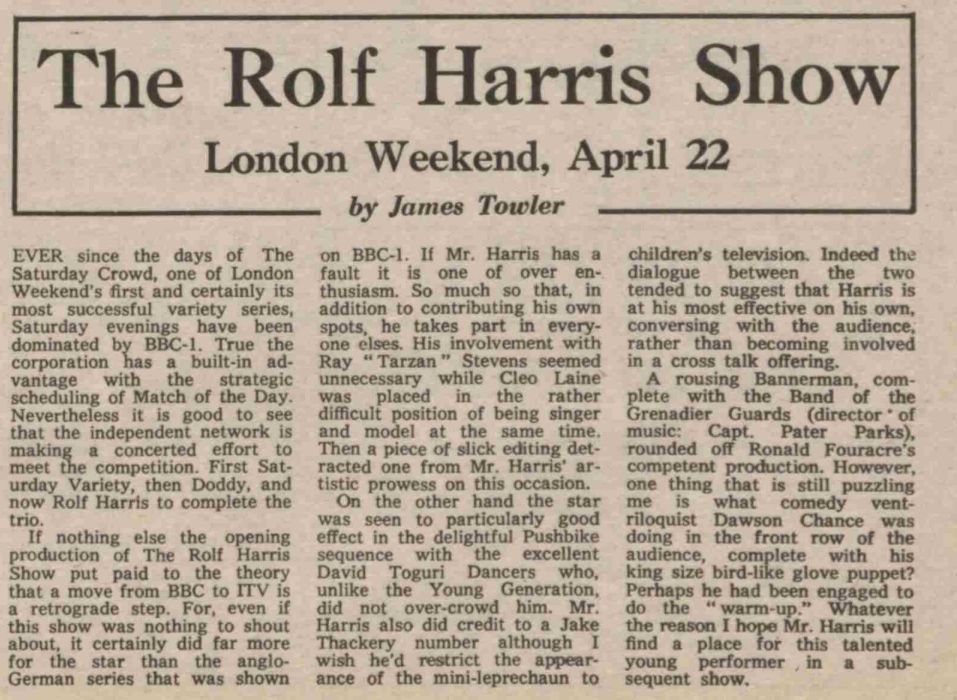 The Rolf Harris Show
London Weekend, April 22
by James Towler
EVER since the days of The
Saturday Crowd, one of London
Weekend's first and certainly its
most successful variety series,
Saturday evenings have been
dominated by BBC-1. True the
corporation has a built-in ad-
vantage with the strategic
scheduling of Match of the Day.
Nevertheless it is good to see
that the independent network is
making a concerted effort to
meet the competition. First Sat-
urday Variety, then Doddy, and
now Rolf Harris to complete the
trio.
If nothing else the opening
production of The Rolf Harris
Show put paid to the theory
that a move from BBC to ITV is
a retrograde step. For, even if
this show was nothing to shout
about, it certainly did far more
for the star than the anglo-
German series that was shown
on BBC-1. If Mr. Harris has a
fault it is one of over en-
thusiasm. So much so that, in
addition to contributing his own
spots, he takes part in every-
one elses. His involvement with
Ray "Tarzan" Stevens seemed
unnecessary while Cleo Laine
was placed in the rather
difficult position of being singer
and model at the same time.
Then a piece of slick editing det-
racted one from Mr. Harris' ar-
tistic prowess on this occasion.
On the other hand the star
was seen to particularly good
effect in the delightful Pushbike
sequence with the excellent
David Toguri Dancers who,
unlike the Young Generation,
did not over-crowd him. Mr.
Harris also did credit to a Jake
Thackery number although I
wish he'd restrict the appear-
ance of the mini-leprechaun to
children's television. Indeed the
dialogue between the two
tended to suggest that Harris is
at his most effective on his own,
conversing with the audience,
rather than becoming involved
in a cross talk offering.
A rousing Bannerman, com-
plete with the Band of the
Grenadier Guards (director of
music: Capt. Pater Parks),
rounded off Ronald Fouracre's
competent production. However,
one thing that is still puzzling
me is what comedy vent-
riloquist Dawson Chance was
doing in the front row of the
audience, complete with his
king size bird-like glove puppet?
Perhaps he had been engaged to
do the "warm-up." Whatever
the reason I hope Mr. Harris will
find a place for this talented
young performer in a sub-
sequent show.